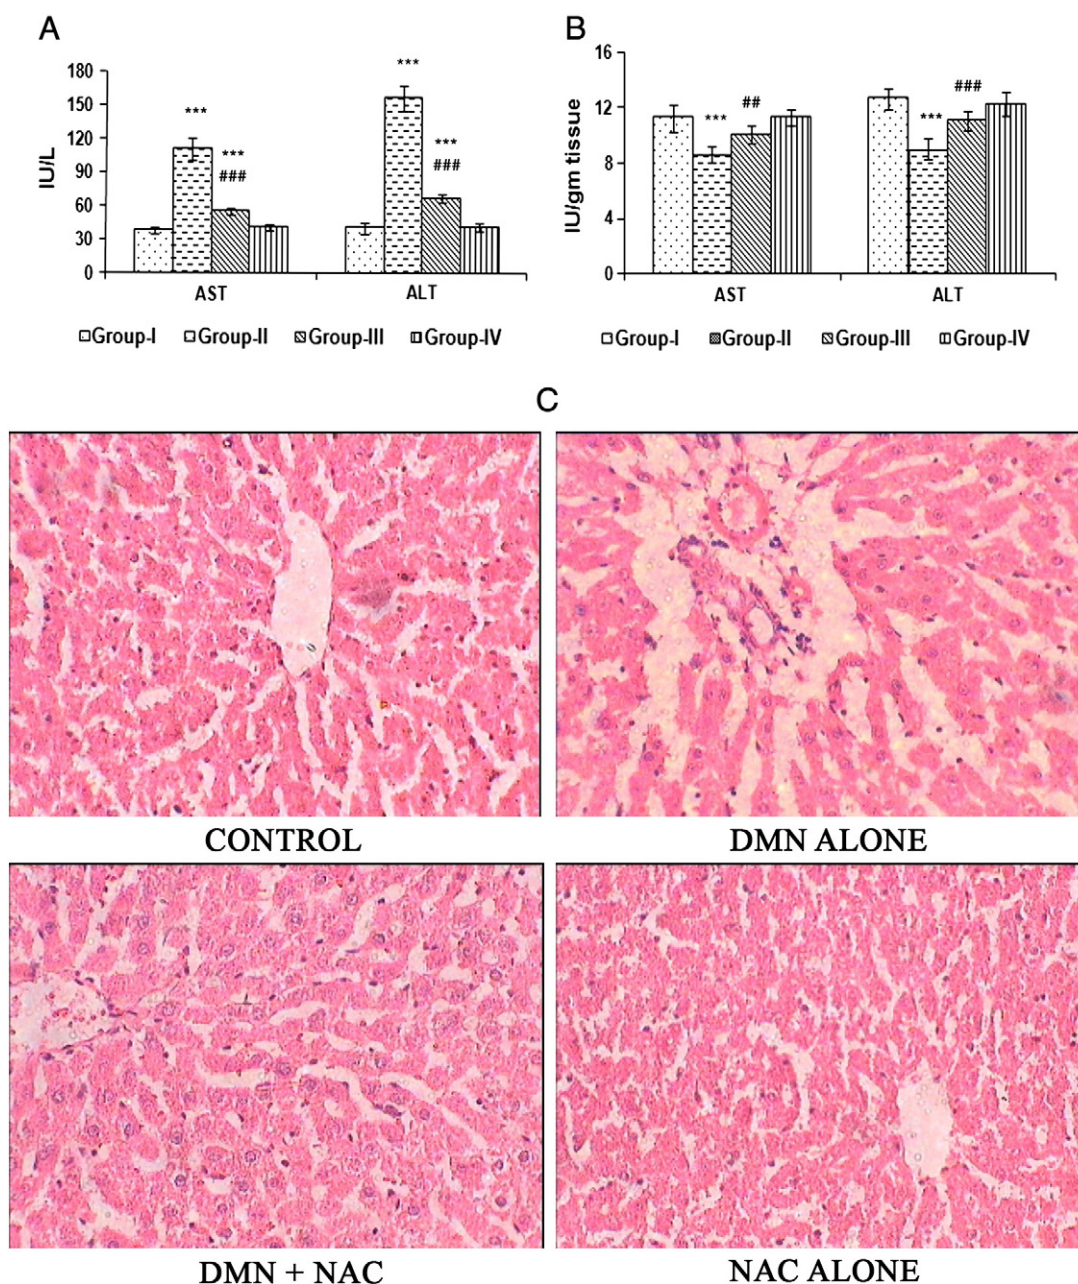 A
180
150
120
90
60
30
0
IU/L
***
***
###
***
***
###
AST ALT
Group-I Group-II Group-III Group-IV
B
16
12
8
4
0
IU/gm tissue
***
##
***
###
AST ALT
Group-I Group-II Group-III Group-IV
C
CONTROL
DMN ALONE
DMN + NAC
NAC ALONE